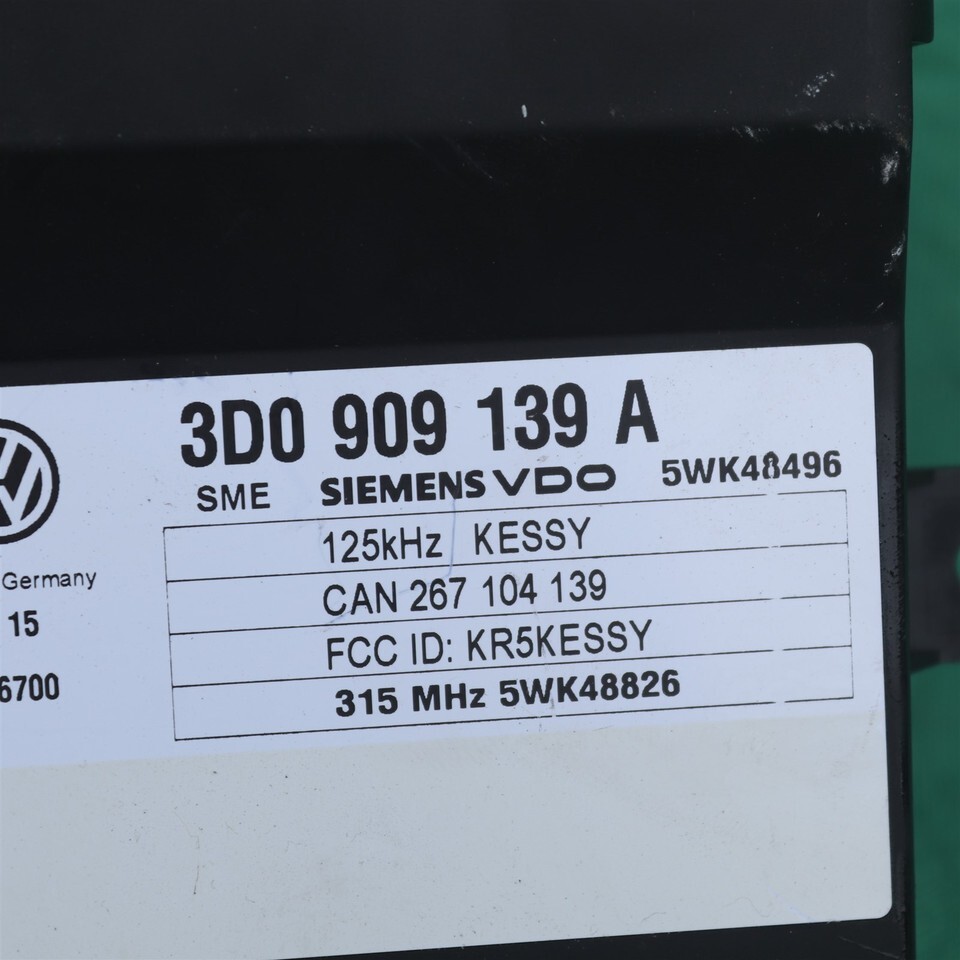 3D0 909 139 A
SME SIEMENS VDO 5WK48496
125kHz KESSY
CAN 267 104 139
FCC ID: KR5KESSY
315 MHz 5WK48826
Germany
15
6700